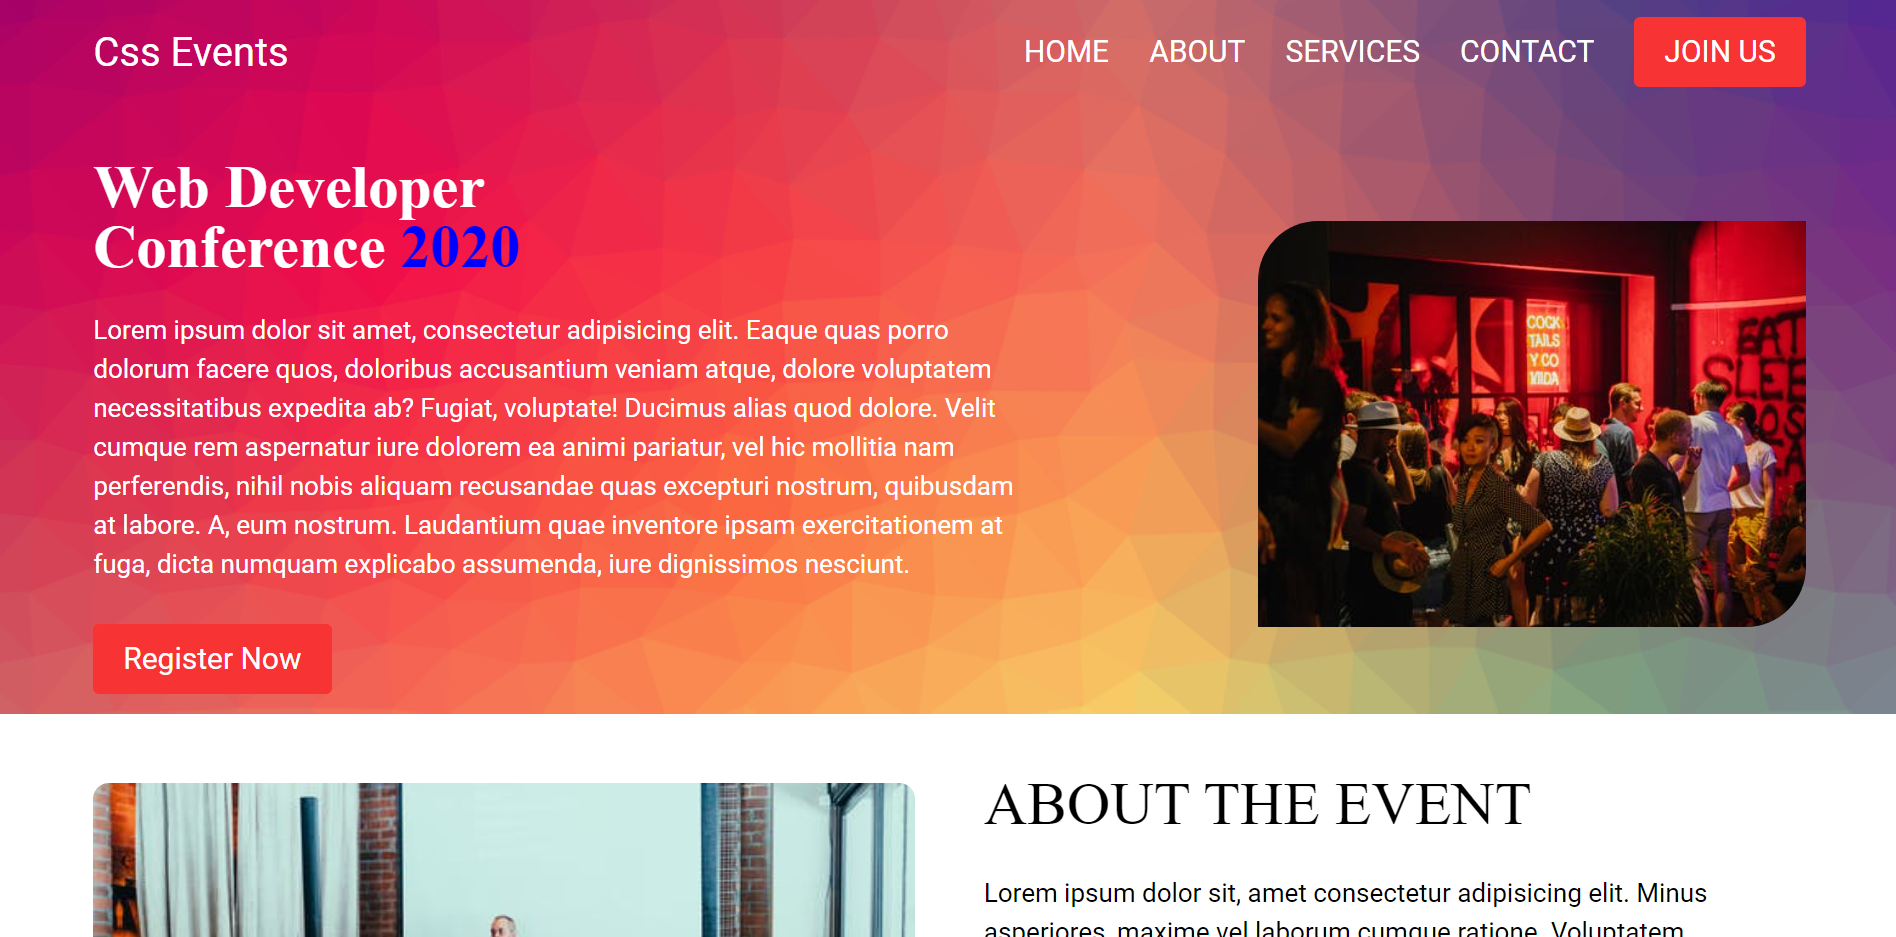 Css Events
HOME
ABOUT
SERVICES
CONTACT
JOIN US
Web Developer
Conference 2020
Lorem ipsum dolor sit amet, consectetur adipisicing elit. Eaque quas porro
dolorum facere quos, doloribus accusantium veniam atque, dolore voluptatem
necessitatibus expedita ab? Fugiat, voluptate! Ducimus alias quod dolore. Velit
cumque rem aspernatur iure dolorem ea animi pariatur, vel hic mollitia nam
perferendis, nihil nobis aliquam recusandae quas excepturi nostrum, quibusdam
at labore. A, eum nostrum. Laudantium quae inventore ipsam exercitationem at
fuga, dicta numquam explicabo assumenda, iure dignissimos nesciunt.
Register Now
COCK
TAILS
Y CO
MIDA
EAT
ABOUT THE EVENT
Lorem ipsum dolor sit, amet consectetur adipisicing elit. Minus
asperiores, maxime vel laborum cumque ratione. Voluptatem